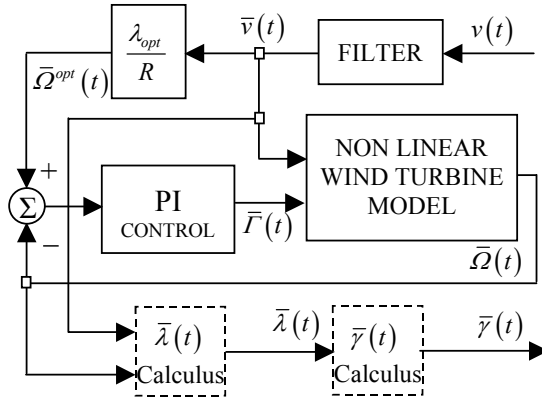 λ_opt
R
v̄(t)
FILTER
v(t)
Ω̄^opt(t)
+
Σ
−
PI
CONTROL
Γ̄(t)
NON LINEAR
WIND TURBINE
MODEL
Ω̄(t)
λ̄(t)
Calculus
λ̄(t)
γ̄(t)
Calculus
γ̄(t)